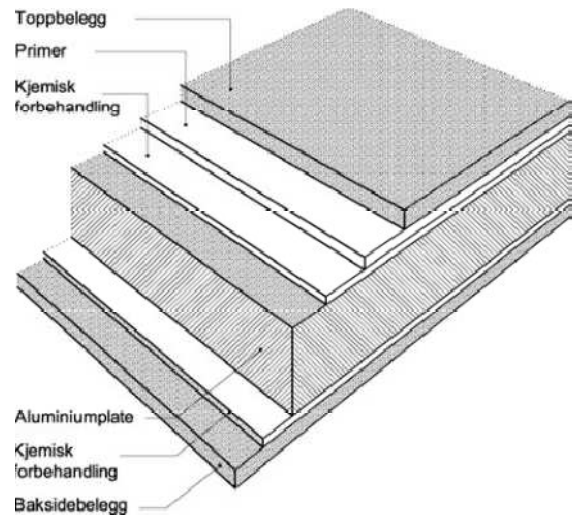 Toppbelegg
Primer
Kjemisk
forbehandling
Aluminiumplate
Kjemisk
forbehandling
Baksidebelegg